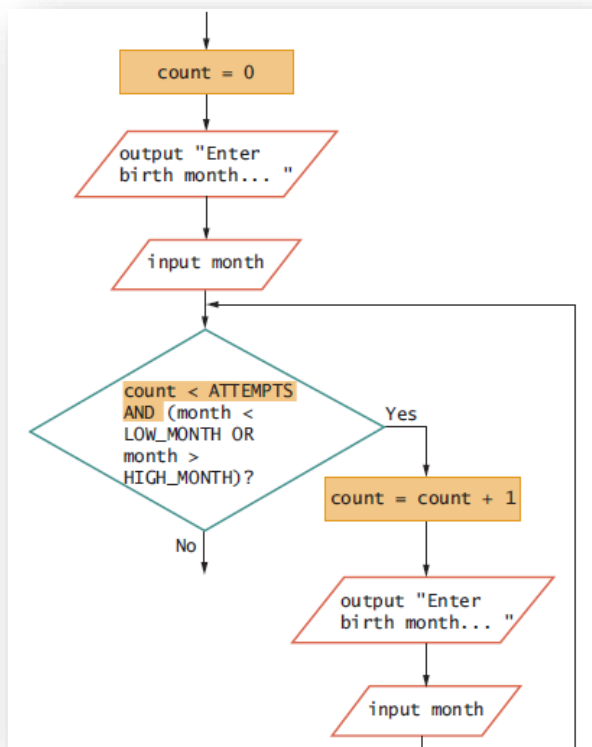 count = 0
output "Enter
birth month... "
input month
count < ATTEMPTS
AND (month <
LOW_MONTH OR
month >
HIGH_MONTH)?
Yes
No
count = count + 1
output "Enter
birth month... "
input month